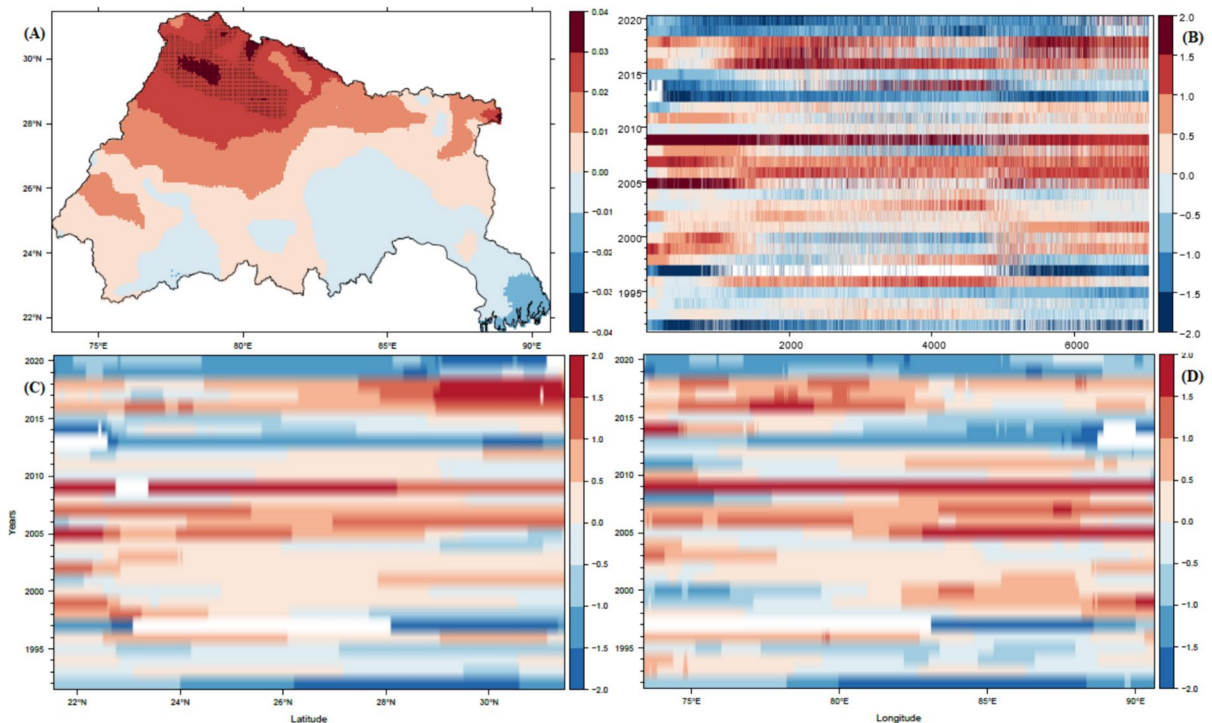 (A)
30°N
28°N
26°N
24°N
22°N
75°E
80°E
85°E
90°E
0.04
0.03
0.02
0.01
0.00
−0.01
−0.02
−0.03
−0.04
(B)
2020
2015
2010
2005
2000
1995
2000
4000
6000
2.0
1.5
1.0
0.5
0.0
−0.5
−1.0
−1.5
−2.0
(C)
Years
2020
2015
2010
2005
2000
1995
22°N
24°N
26°N
28°N
30°N
Latitude
2.0
1.5
1.0
0.5
0.0
−0.5
−1.0
−1.5
−2.0
(D)
2020
2015
2010
2005
2000
1995
75°E
80°E
85°E
90°E
Longitude
2.0
1.5
1.0
0.5
0.0
−0.5
−1.0
−1.5
−2.0